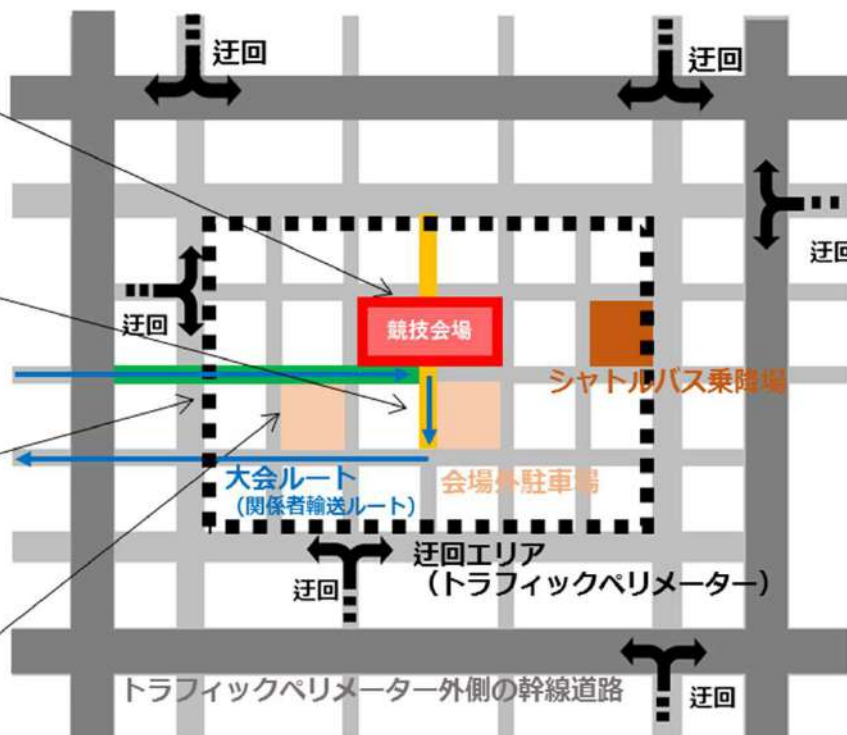 迂回
迂回
迂回
迂回
競技会場
シャトルバス乗降場
大会ルート
(関係者輸送ルート)
会場外駐車場
迂回エリア
(トラフィックペリメーター)
迂回
トラフィックペリメーター外側の幹線道路
迂回